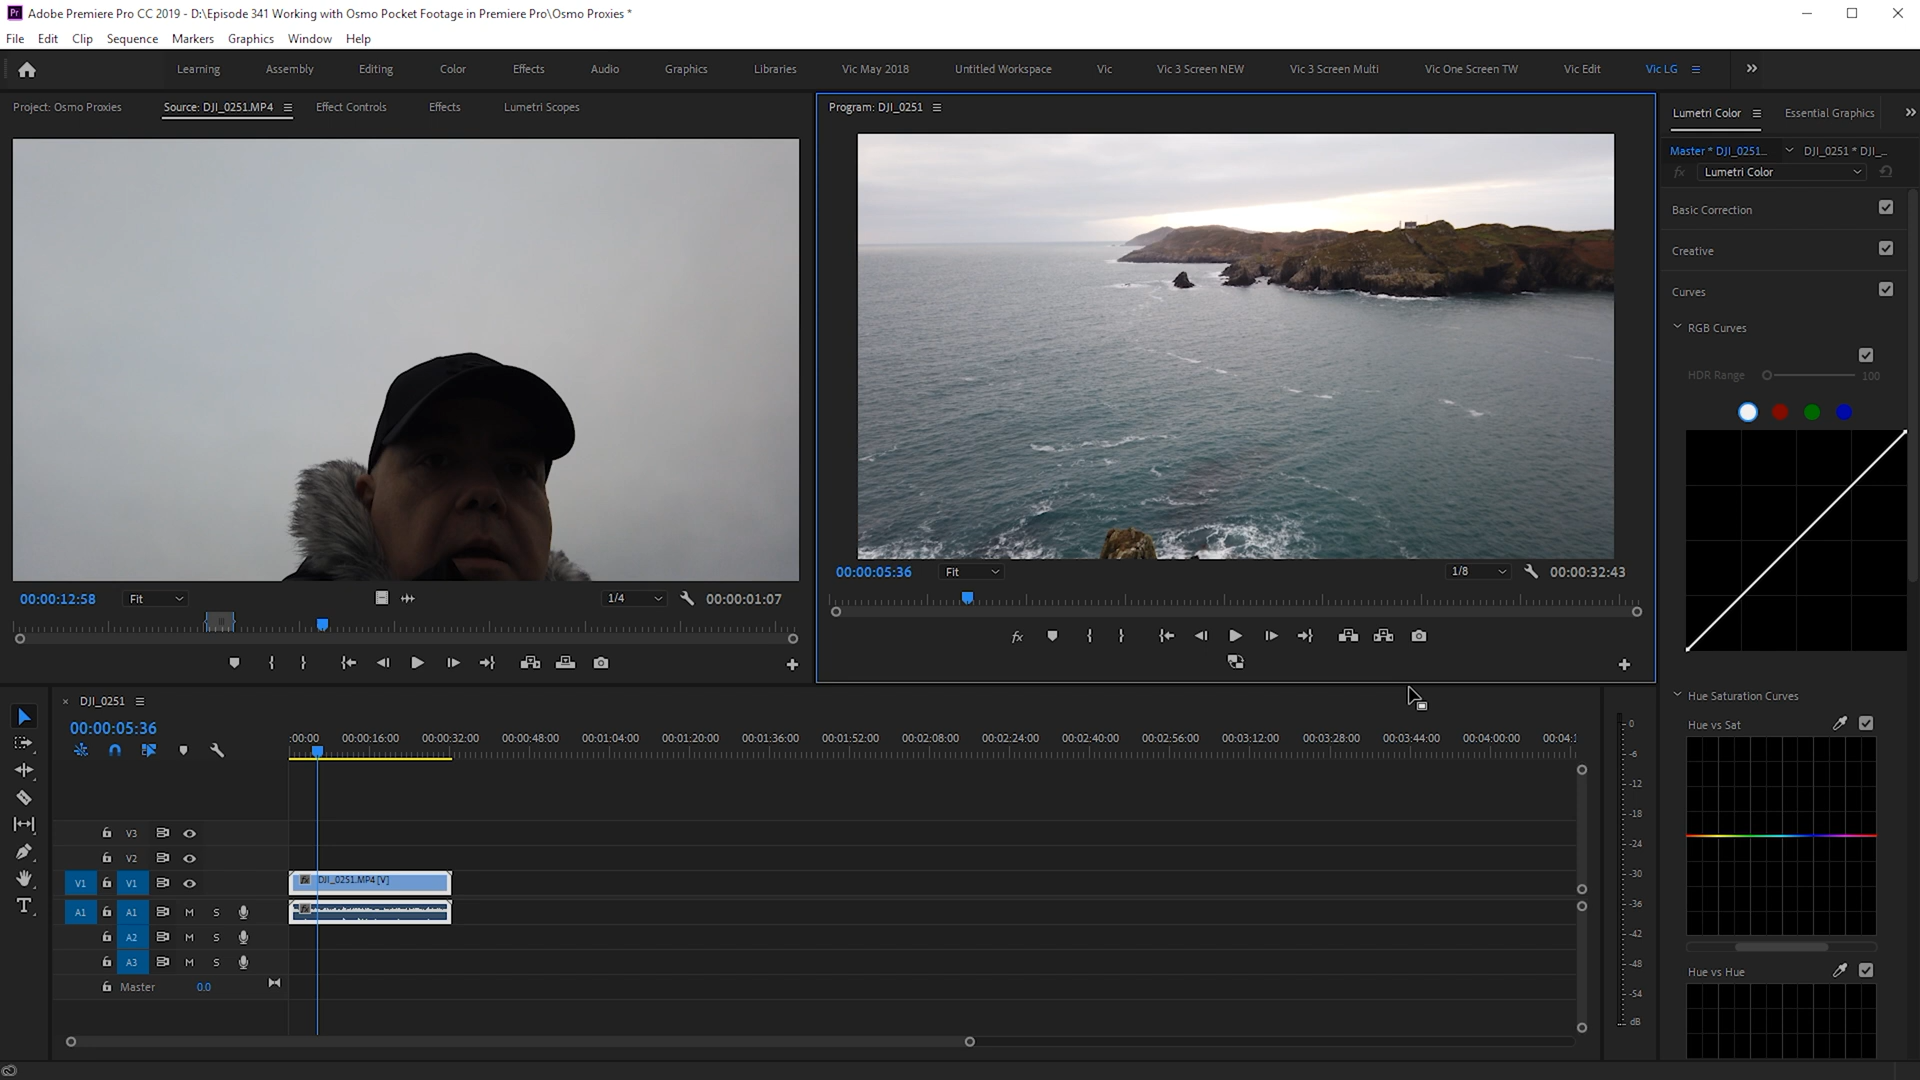 Pr Adobe Premiere Pro CC 2019 - D:\Episode 341 Working with Osmo Pocket Footage in Premiere Pro\Osmo Proxies *
File Edit Clip Sequence Markers Graphics Window Help
Learning Assembly Editing Color Effects Audio Graphics Libraries Vic May 2018 Untitled Workspace Vic Vic 3 Screen NEW Vic 3 Screen Multi Vic One Screen TW Vic Edit Vic LG
Project: Osmo Proxies Source: DJI_0251.MP4 Effect Controls Effects Lumetri Scopes
Program: DJI_0251
Lumetri Color Essential Graphics
Master * DJI_0251... DJI_0251 * DJI_...
fx Lumetri Color
Basic Correction
Creative
Curves
RGB Curves
HDR Range 100
00:00:12:58 Fit 1/4 00:00:01:07
00:00:05:36 Fit 1/8 00:00:32:43
fx
DJI_0251
00:00:05:36
:00:00 00:00:16:00 00:00:32:00 00:00:48:00 00:01:04:00 00:01:20:00 00:01:36:00 00:01:52:00 00:02:08:00 00:02:24:00 00:02:40:00 00:02:56:00 00:03:12:00 00:03:28:00 00:03:44:00 00:04:00:00 00:04:1
V3
V2
V1 V1 fx DJI_0251.MP4 [V]
A1 A1 M S fx
A2 M S
A3 M S
Master 0.0
0
-6
-12
-18
-24
-30
-36
-42
-48
-54
dB
Hue Saturation Curves
Hue vs Sat
Hue vs Hue